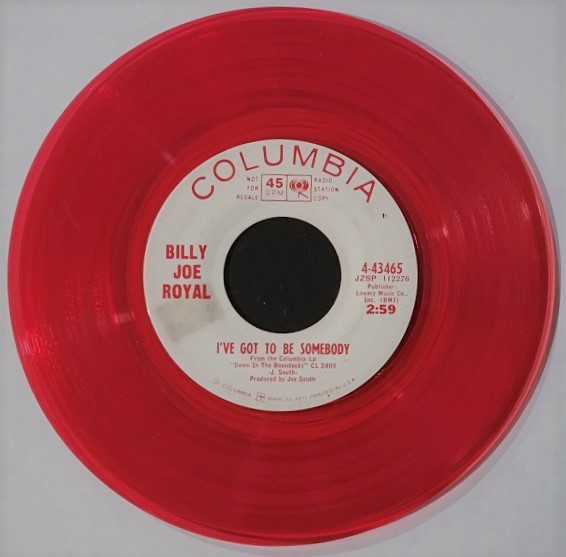 COLUMBIA
NOT FOR RESALE
45 RPM
RADIO STATION COPY
BILLY
JOE
ROYAL
4-43465
JZSP 112276
Publisher:
Lowery Music Co.,
Inc. (BMI)
2:59
I'VE GOT TO BE SOMEBODY
From the Columbia Lp
"Down In The Boondocks" CL 2403
-J. South-
Produced by Joe South
COLUMBIA